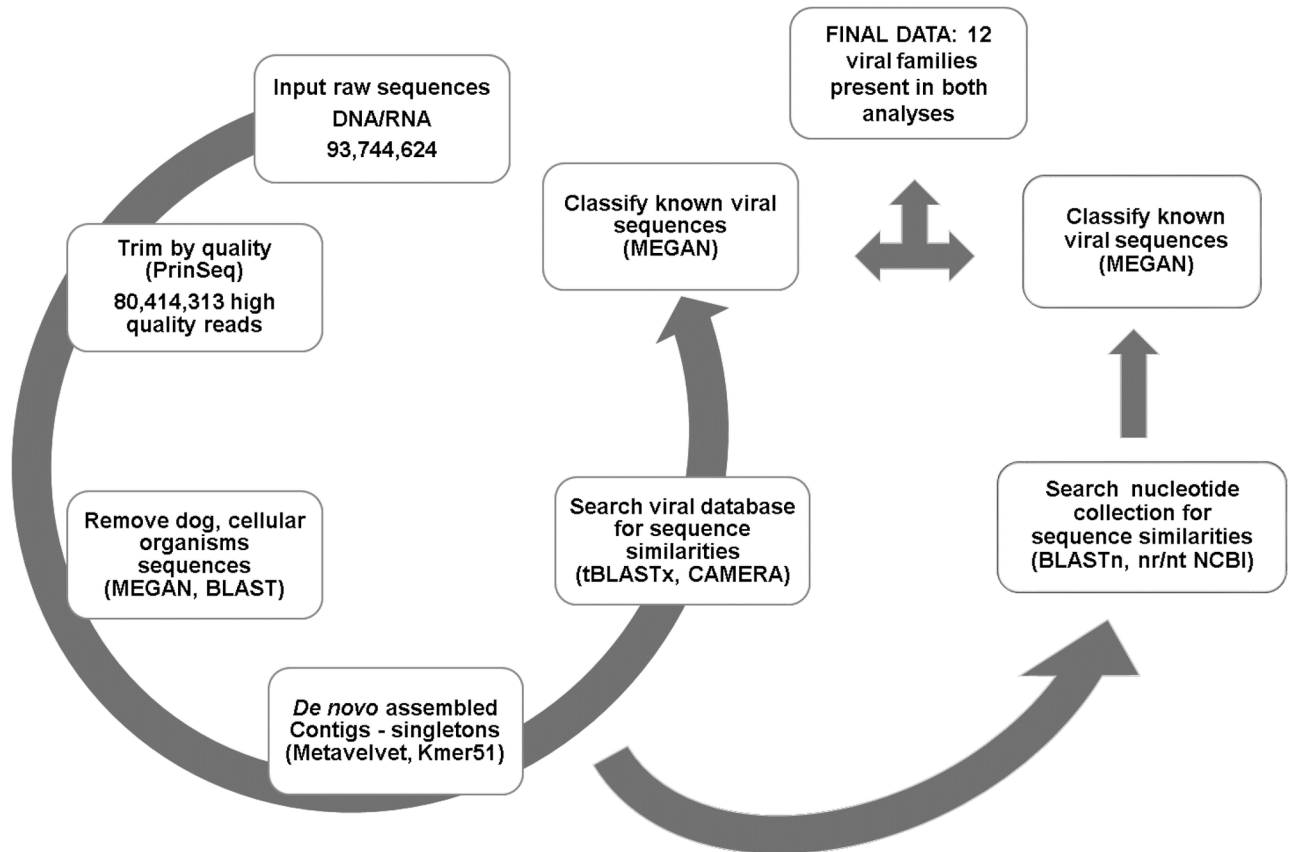 Input raw sequences
DNA/RNA
93,744,624
Trim by quality
(PrinSeq)
80,414,313 high
quality reads
Remove dog, cellular
organisms
sequences
(MEGAN, BLAST)
De novo assembled
Contigs - singletons
(Metavelvet, Kmer51)
Search viral database
for sequence
similarities
(tBLASTx, CAMERA)
Classify known viral
sequences
(MEGAN)
FINAL DATA: 12
viral families
present in both
analyses
Classify known
viral sequences
(MEGAN)
Search nucleotide
collection for
sequence similarities
(BLASTn, nr/nt NCBI)